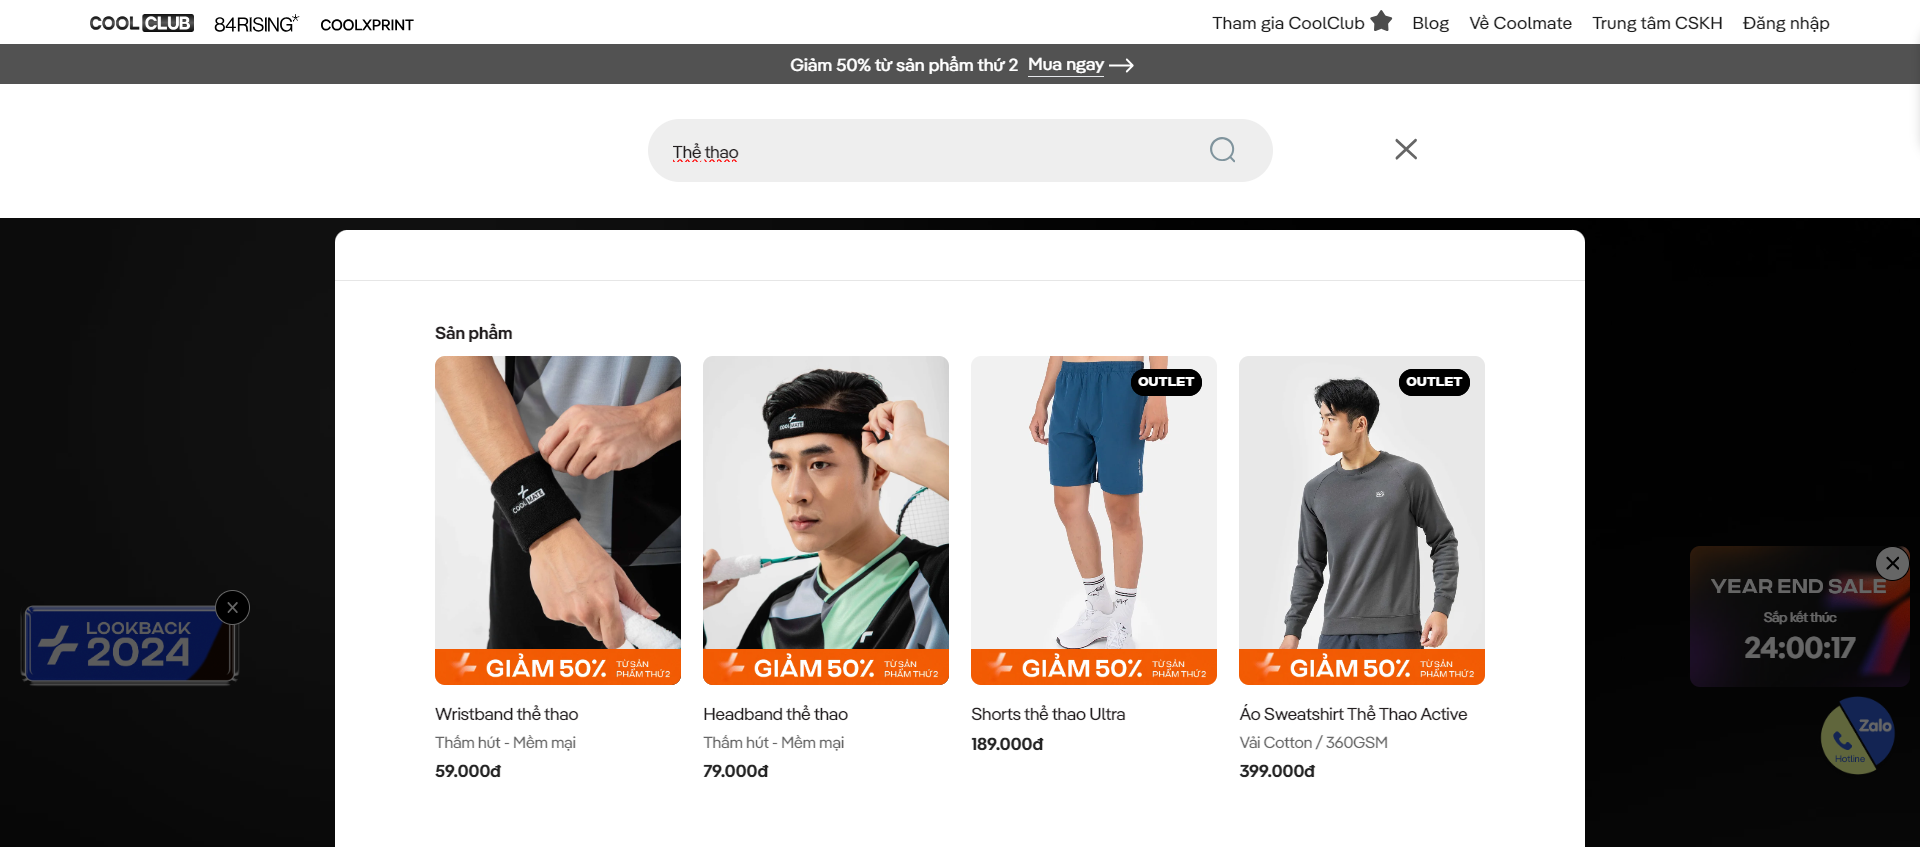 COOLCLUB 84RISING* COOLXPRINT
Tham gia CoolClub Blog Về Coolmate Trung tâm CSKH Đăng nhập
Giảm 50% từ sản phẩm thứ 2 Mua ngay
Thể thao
Sản phẩm
COOLMATE
COOLMATE
OUTLET
OUTLET
GIẢM 50% TỪ SẢN PHẨM THỨ 2
GIẢM 50% TỪ SẢN PHẨM THỨ 2
GIẢM 50% TỪ SẢN PHẨM THỨ 2
GIẢM 50% TỪ SẢN PHẨM THỨ 2
Wristband thể thao
Thấm hút - Mềm mại
59.000đ
Headband thể thao
Thấm hút - Mềm mại
79.000đ
Shorts thể thao Ultra
189.000đ
Áo Sweatshirt Thể Thao Active
Vải Cotton / 360GSM
399.000đ
LOOKBACK
2024
YEAR END SALE
Sắp kết thúc
24:00:17
Zalo
Hotline